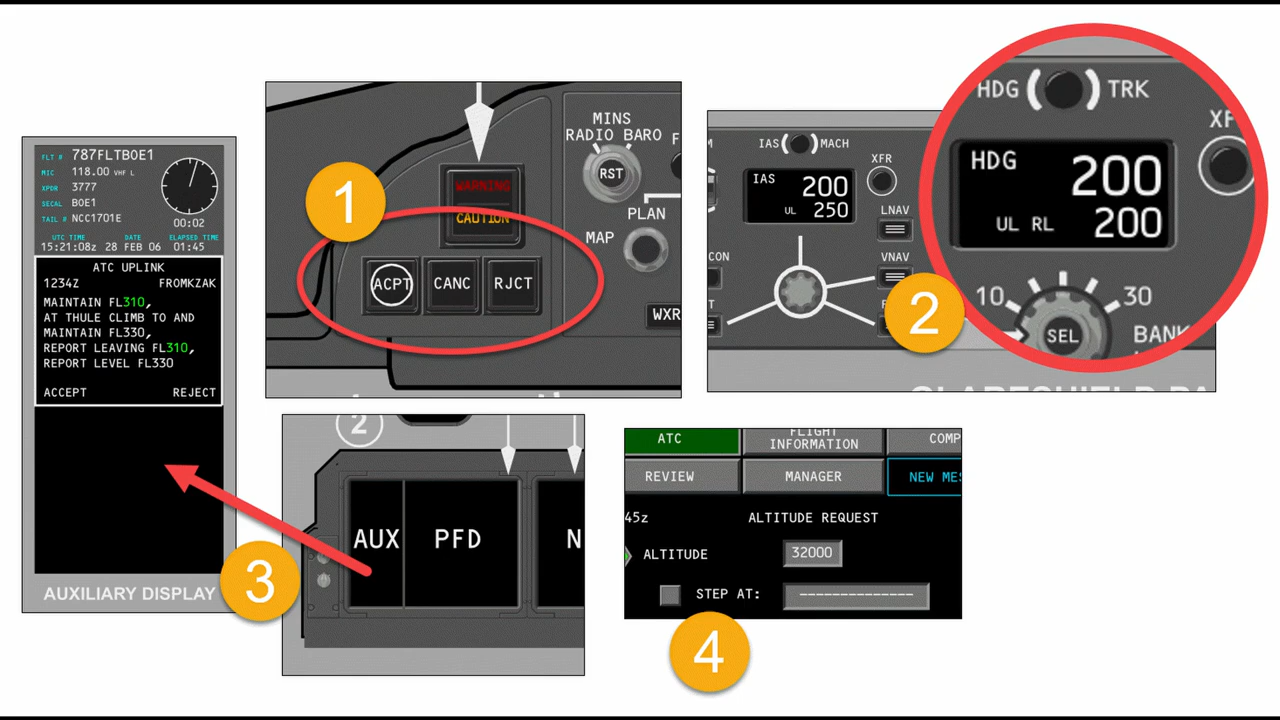 FLT # 787FLTBOE1
MIC 118.00 VHF L
XPDR 3777
SECAL BOE1
TAIL # NCC1701E
00:02
UTC TIME DATE ELAPSED TIME
15:21:08z 28 FEB 06 01:45
ATC UPLINK
1234Z FROMKZAK
MAINTAIN FL310,
AT THULE CLIMB TO AND
MAINTAIN FL330,
REPORT LEAVING FL310,
REPORT LEVEL FL330
ACCEPT REJECT
AUXILIARY DISPLAY
1
WARNING
CAUTION
ACPT CANC RJCT
MINS
RADIO BARO
F
RST
PLAN
MAP
WXR
IAS MACH
XFR
IAS 200
UL 250
LNAV
VNAV
CON
T
2
HDG TRK
XF
HDG 200
UL RL 200
10 30
SEL
BANK
2
AUX PFD N
3
ATC
FLIGHT
INFORMATION
COMP
REVIEW MANAGER NEW MES
45z ALTITUDE REQUEST
ALTITUDE 32000
STEP AT: --------------
4